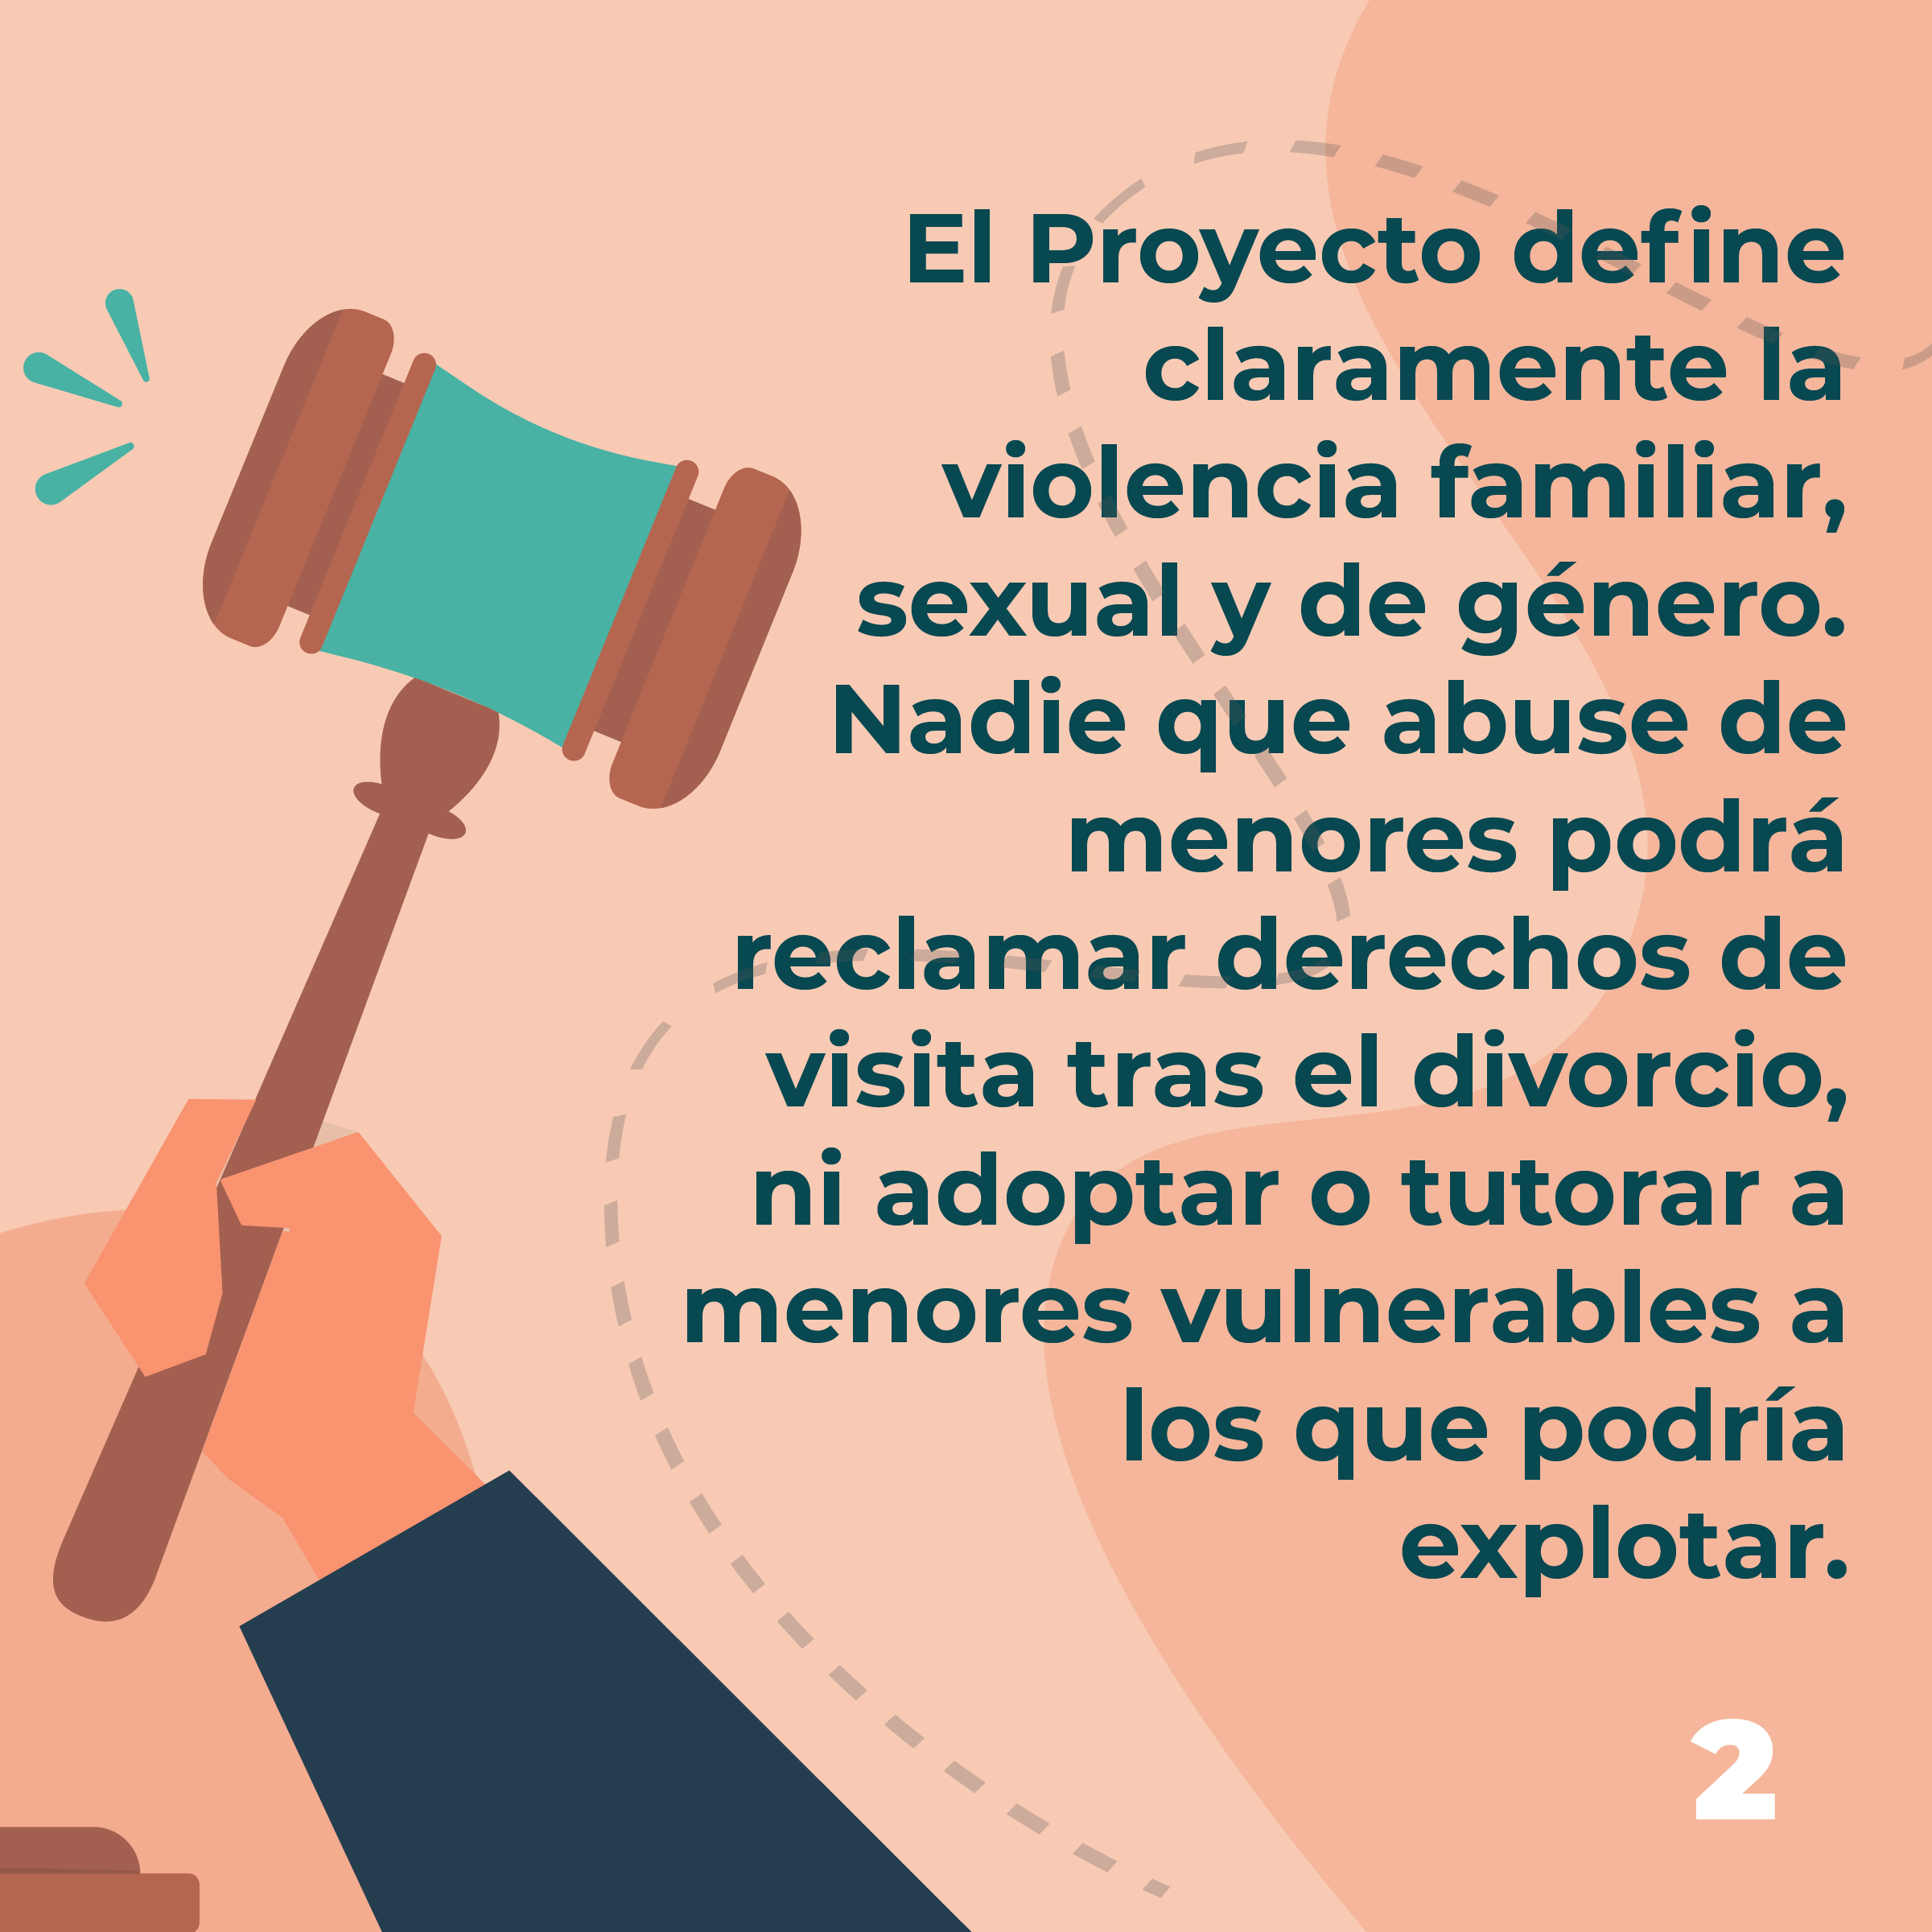 El Proyecto define
claramente la
violencia familiar,
sexual y de género.
Nadie que abuse de
menores podrá
reclamar derechos de
visita tras el divorcio,
ni adoptar o tutorar a
menores vulnerables a
los que podría
explotar.
2